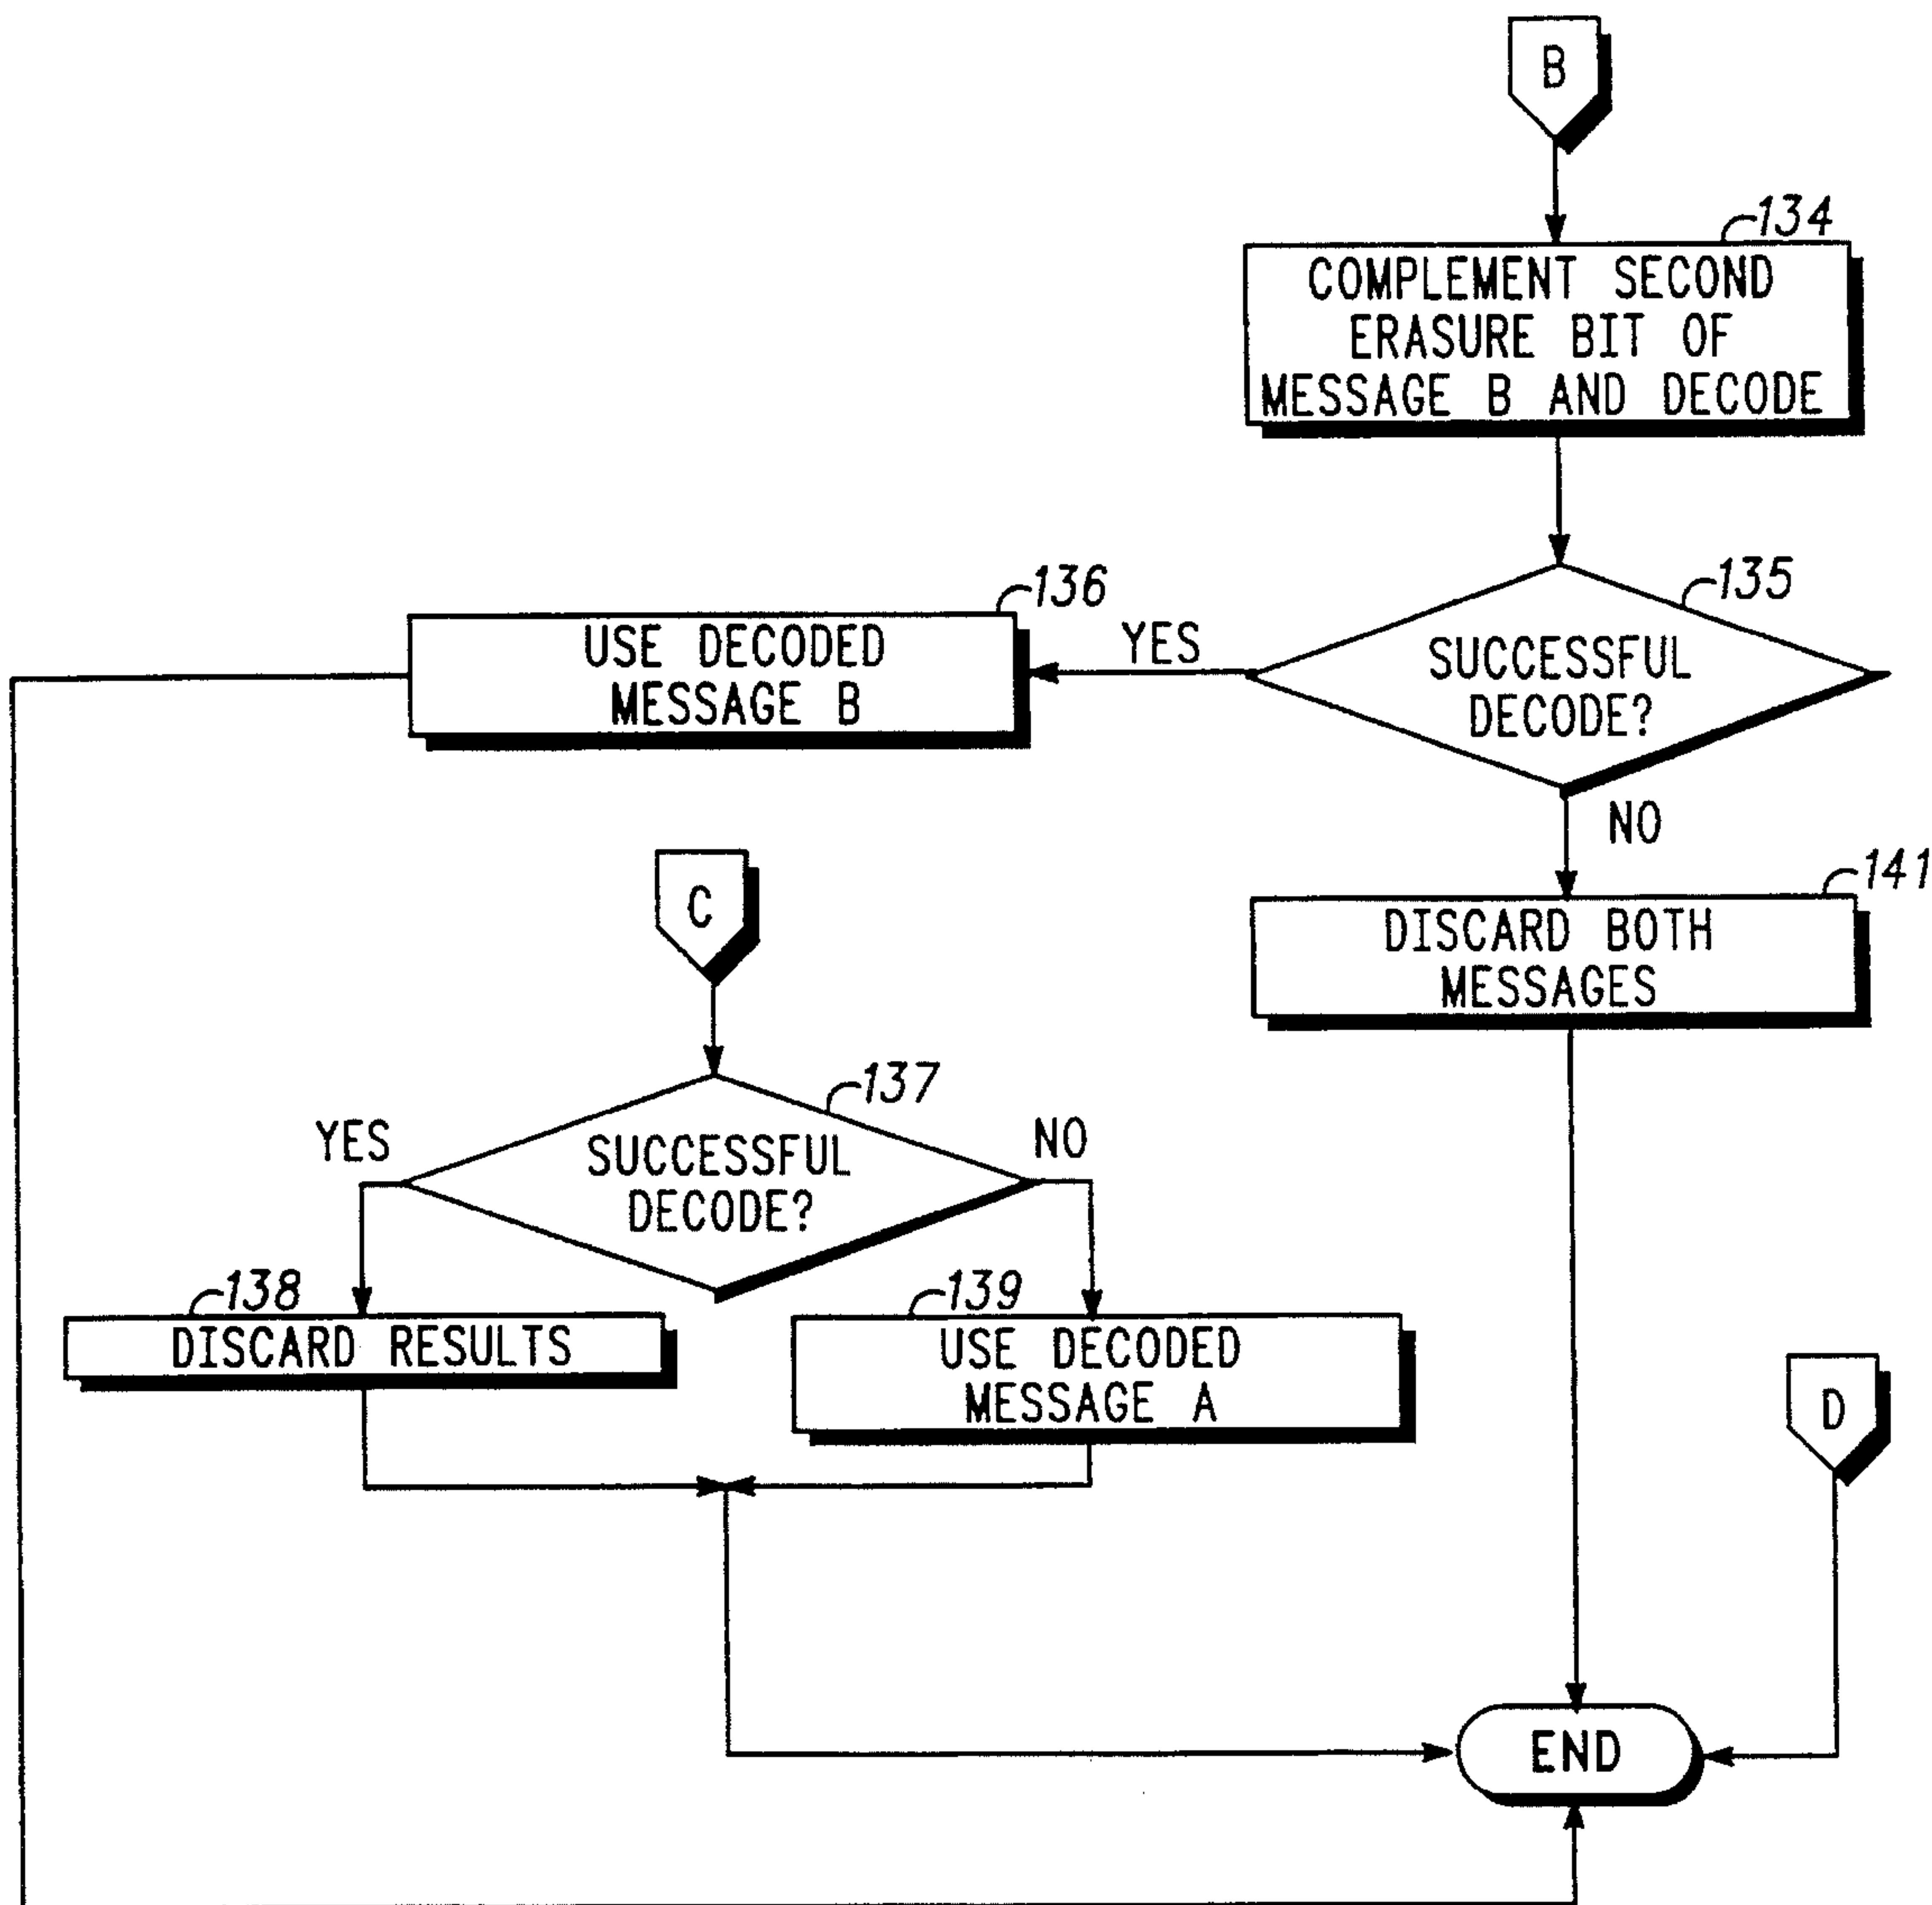 B
134
COMPLEMENT SECOND
ERASURE BIT OF
MESSAGE B AND DECODE
136
USE DECODED
MESSAGE B
YES
135
SUCCESSFUL
DECODE?
NO
141
DISCARD BOTH
MESSAGES
C
137
YES
SUCCESSFUL
DECODE?
NO
138
DISCARD RESULTS
139
USE DECODED
MESSAGE A
D
END